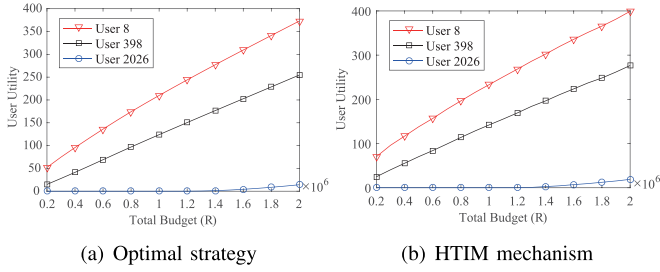 400
350
300
250
200
150
100
50
0
User Utility
User 8
User 398
User 2026
0.2 0.4 0.6 0.8 1 1.2 1.4 1.6 1.8 2
×10⁶
Total Budget (R)
(a) Optimal strategy
400
300
200
100
0
User Utility
User 8
User 398
User 2026
0.2 0.4 0.6 0.8 1 1.2 1.4 1.6 1.8 2
×10⁶
Total Budget (R)
(b) HTIM mechanism